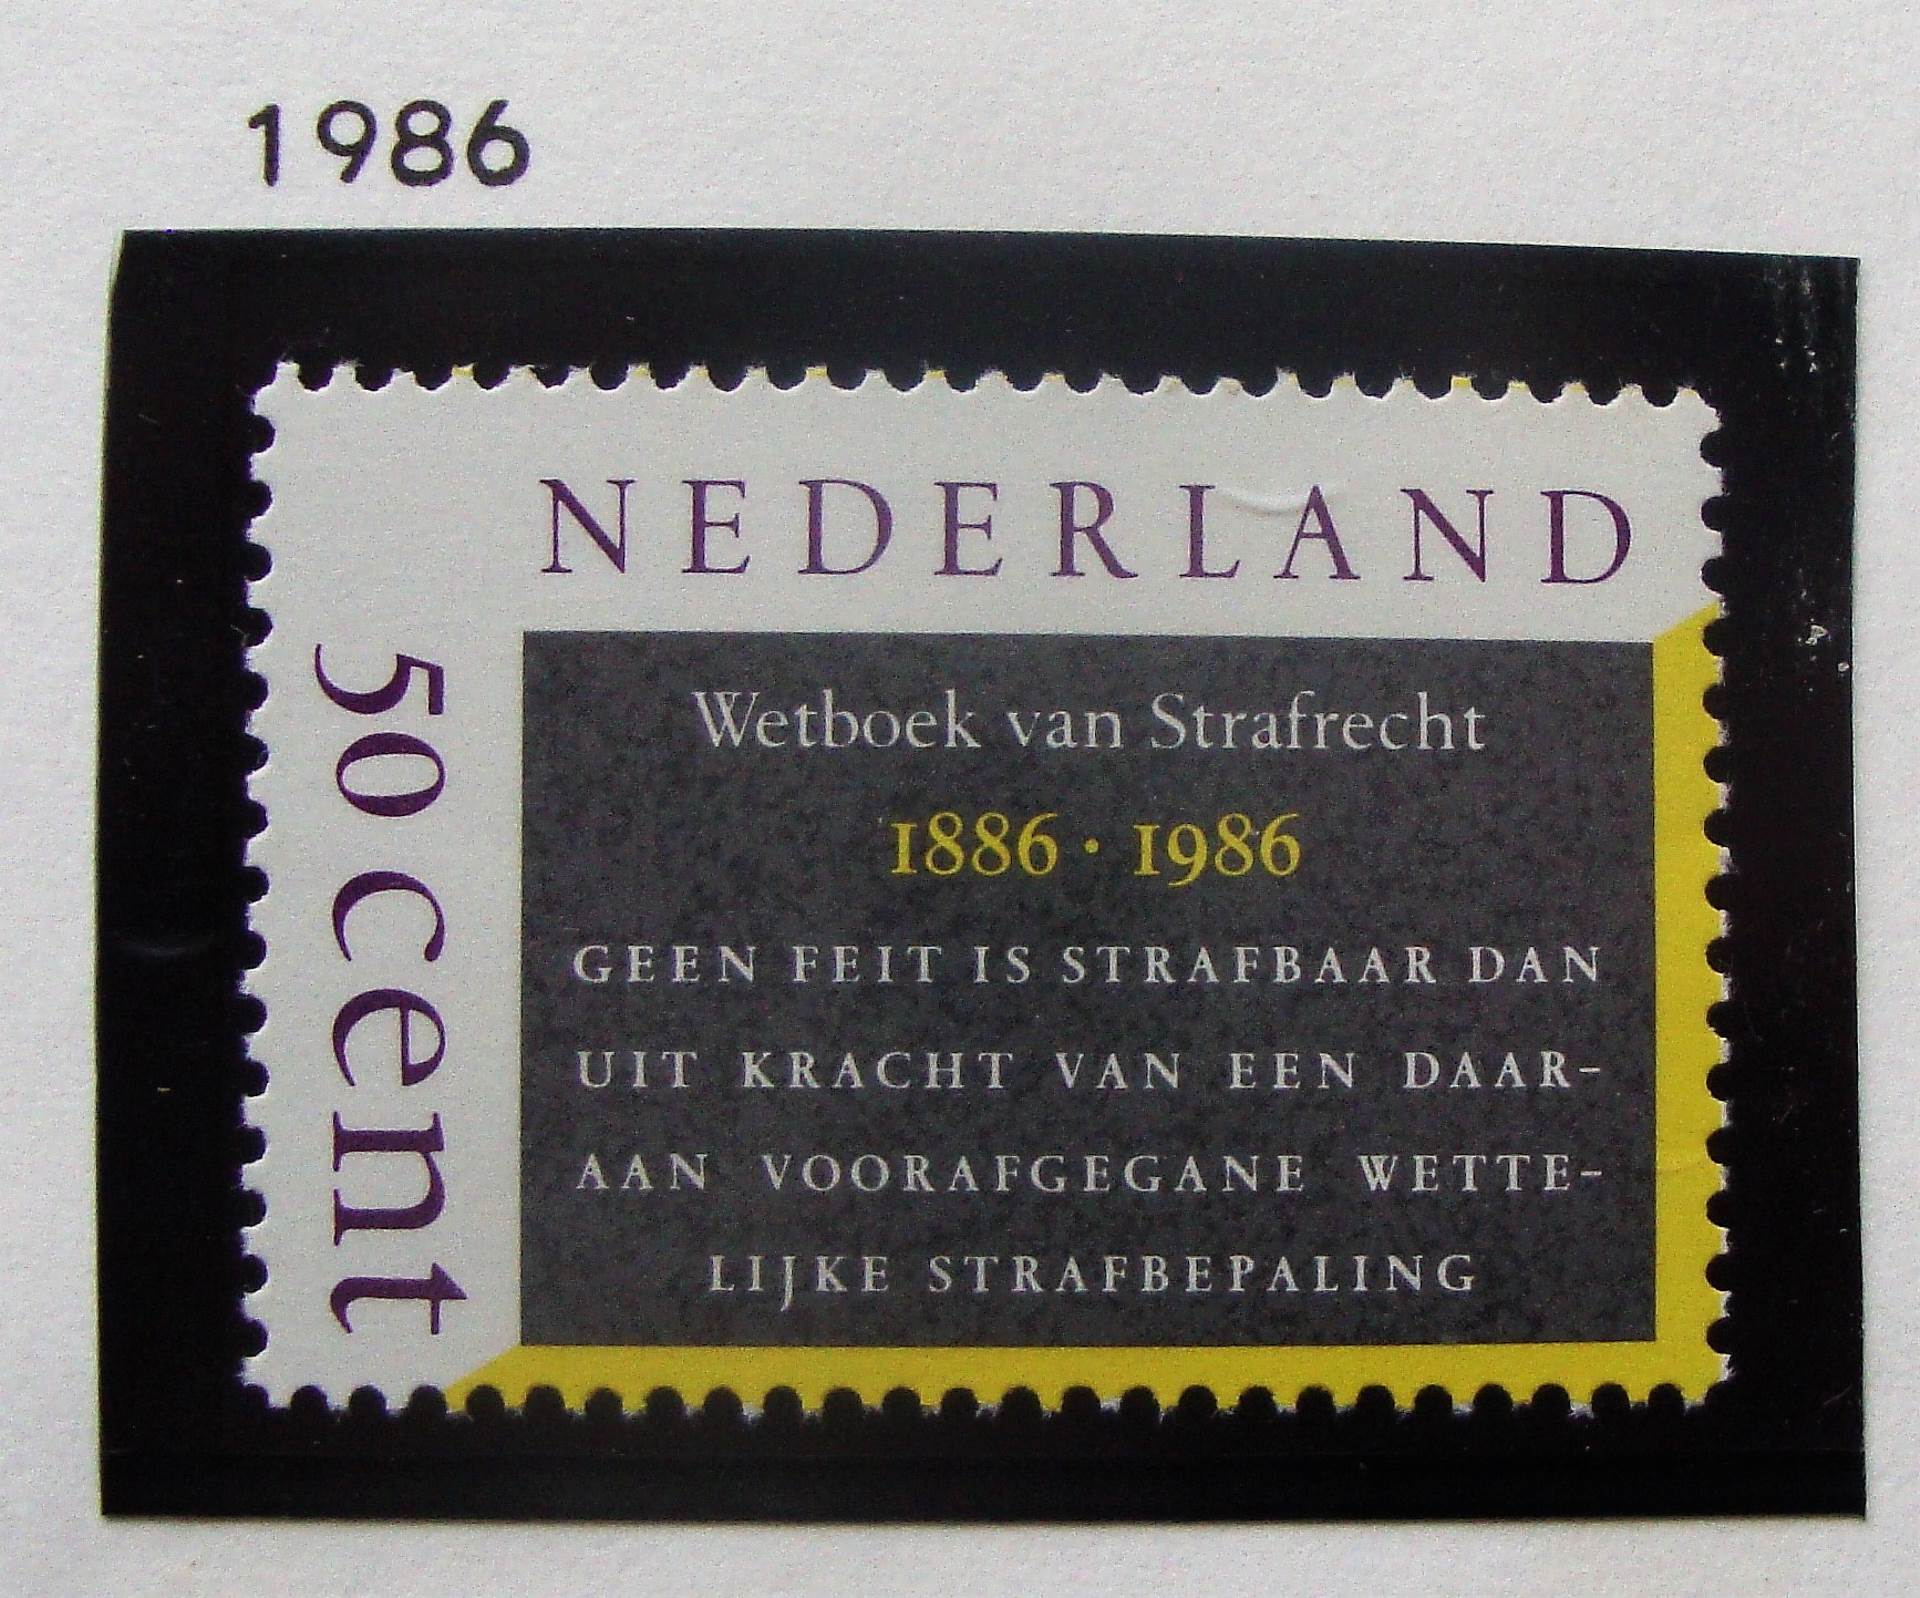 1986
NEDERLAND
50 cent
Wetboek van Strafrecht
1886 · 1986
GEEN FEIT IS STRAFBAAR DAN
UIT KRACHT VAN EEN DAAR-
AAN VOORAFGEGANE WETTE-
LIJKE STRAFBEPALING